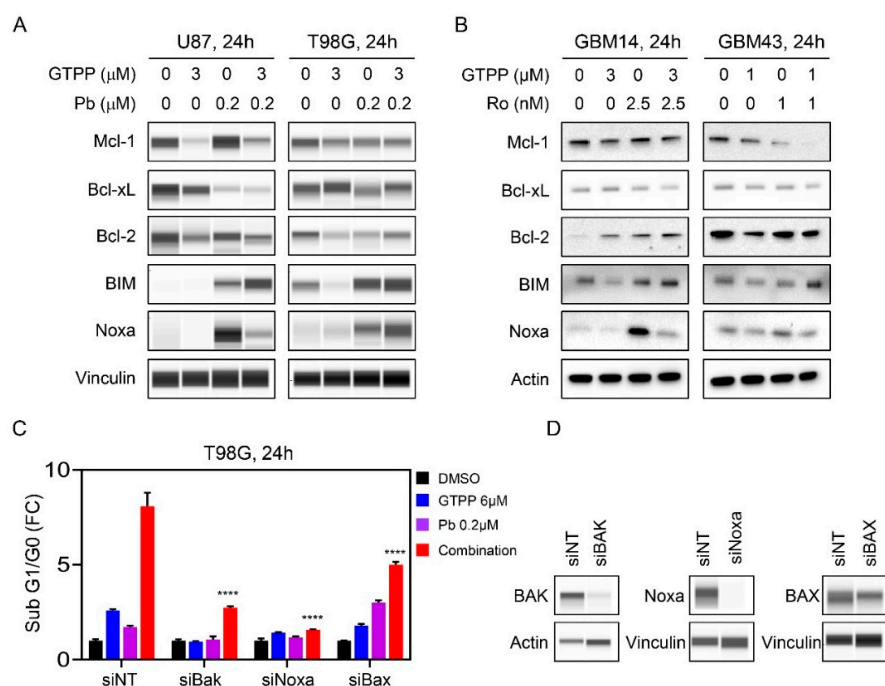 A
U87, 24h T98G, 24h
GTPP (μM) 0 3 0 3 0 3 0 3
Pb (μM) 0 0 0.2 0.2 0 0 0.2 0.2
Mcl-1
Bcl-xL
Bcl-2
BIM
Noxa
Vinculin
B
GBM14, 24h GBM43, 24h
GTPP (μM) 0 3 0 3 0 1 0 1
Ro (nM) 0 0 2.5 2.5 0 0 1 1
Mcl-1
Bcl-xL
Bcl-2
BIM
Noxa
Actin
C
T98G, 24h
Sub G1/G0 (FC)
10
5
0
DMSO
GTPP 6μM
Pb 0.2μM
Combination
****
****
****
siNT siBak siNoxa siBax
D
siNT siBAK
BAK
Actin
siNT siNoxa
Noxa
Vinculin
siNT siBAX
BAX
Vinculin